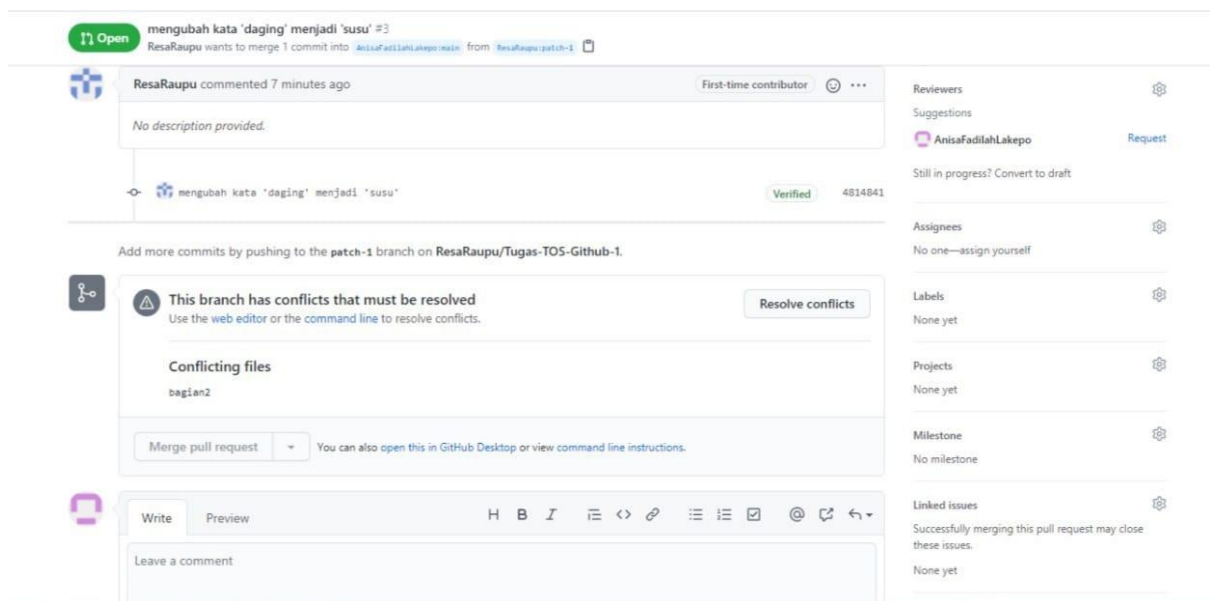 Open
mengubah kata 'daging' menjadi 'susu' #3
ResaRaupu wants to merge 1 commit into AnisaFadilahLakepo:main from ResaRaupu:patch-1
ResaRaupu commented 7 minutes ago
First-time contributor
No description provided.
mengubah kata 'daging' menjadi 'susu'
Verified
4814841
Add more commits by pushing to the patch-1 branch on ResaRaupu/Tugas-TOS-Github-1.
This branch has conflicts that must be resolved
Use the web editor or the command line to resolve conflicts.
Resolve conflicts
Conflicting files
bagian2
Merge pull request
You can also open this in GitHub Desktop or view command line instructions.
Write
Preview
H B I
Leave a comment
Reviewers
Suggestions
AnisaFadilahLakepo
Request
Still in progress? Convert to draft
Assignees
No one—assign yourself
Labels
None yet
Projects
None yet
Milestone
No milestone
Linked issues
Successfully merging this pull request may close
these issues.
None yet